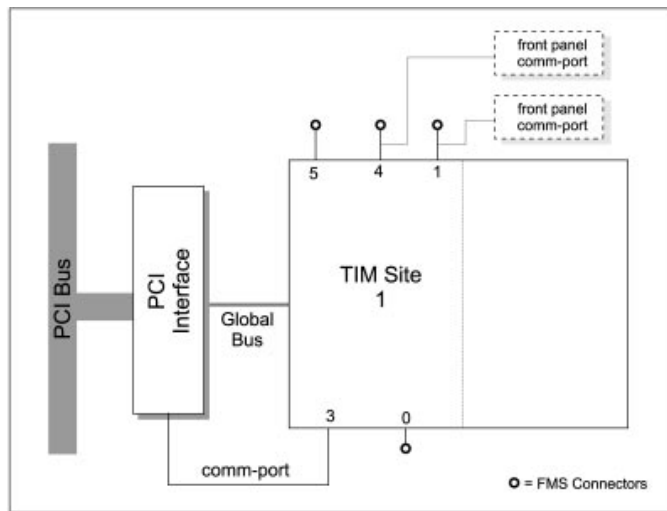 front panel
comm-port
front panel
comm-port
5
4
1
PCI Bus
PCI
Interface
Global
Bus
TIM Site
1
3
0
comm-port
= FMS Connectors